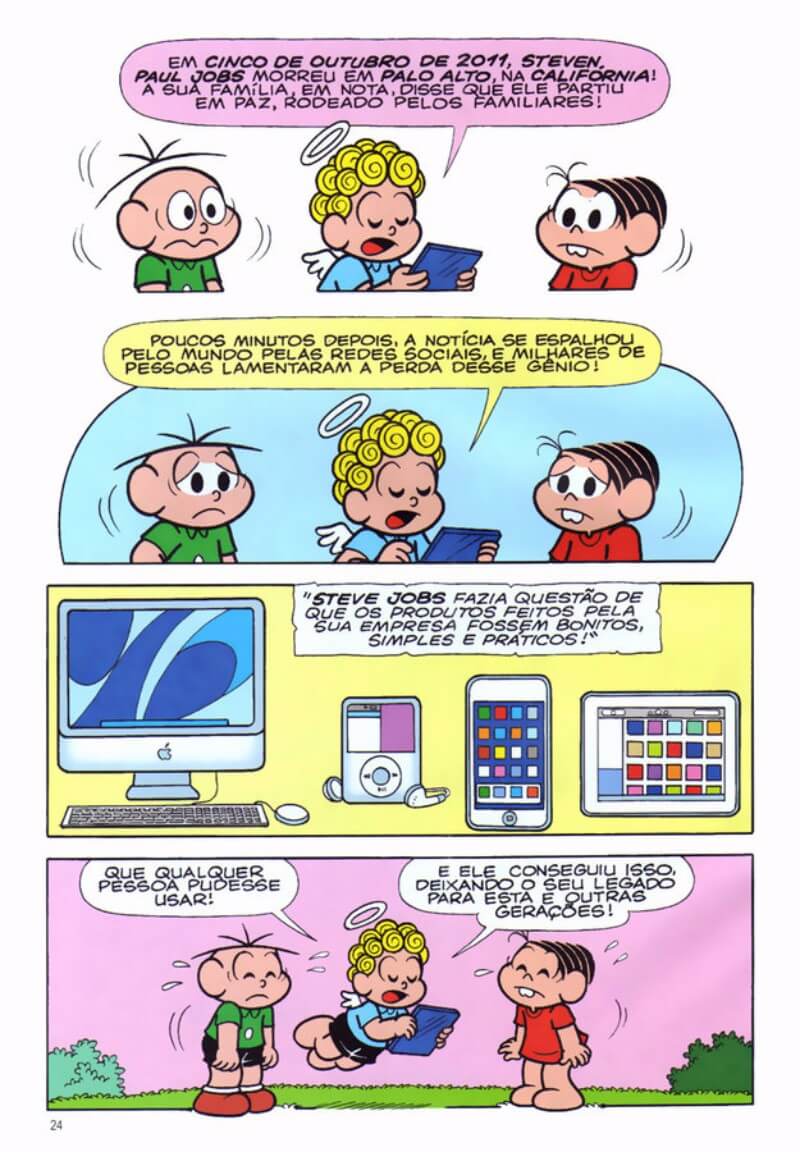 EM CINCO DE OUTUBRO DE 2011, STEVEN,
PAUL JOBS MORREU EM PALO ALTO, NA CALIFÓRNIA!
A SUA FAMÍLIA, EM NOTA, DISSE QUE ELE PARTIU
EM PAZ, RODEADO PELOS FAMILIARES!
POUCOS MINUTOS DEPOIS, A NOTÍCIA SE ESPALHOU
PELO MUNDO PELAS REDES SOCIAIS, E MILHARES DE
PESSOAS LAMENTARAM A PERDA DESSE GÊNIO!
"STEVE JOBS FAZIA QUESTÃO DE
QUE OS PRODUTOS FEITOS PELA
SUA EMPRESA FOSSEM BONITOS,
SIMPLES E PRÁTICOS!"
QUE QUALQUER
PESSOA PUDESSE
USAR!
E ELE CONSEGUIU ISSO,
DEIXANDO O SEU LEGADO
PARA ESTA E OUTRAS
GERAÇÕES!
24